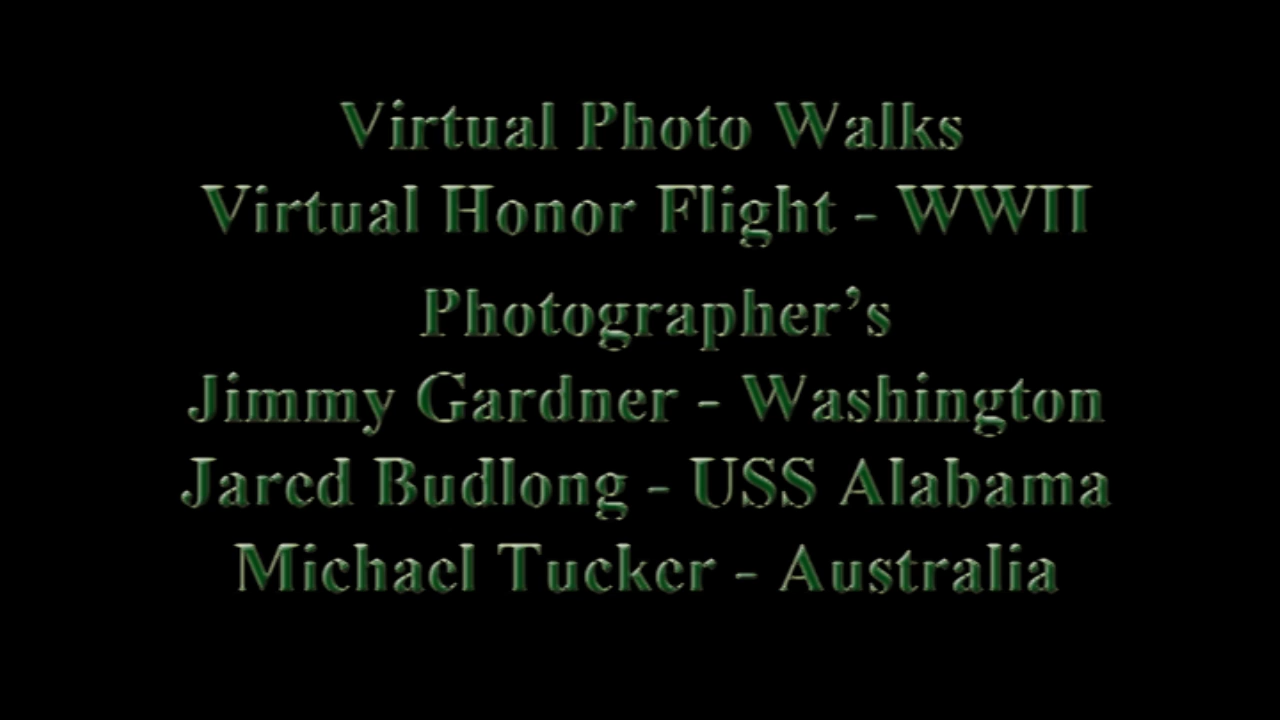 Virtual Photo Walks
Virtual Honor Flight - WWII
Photographer’s
Jimmy Gardner - Washington
Jared Budlong - USS Alabama
Michael Tucker - Australia